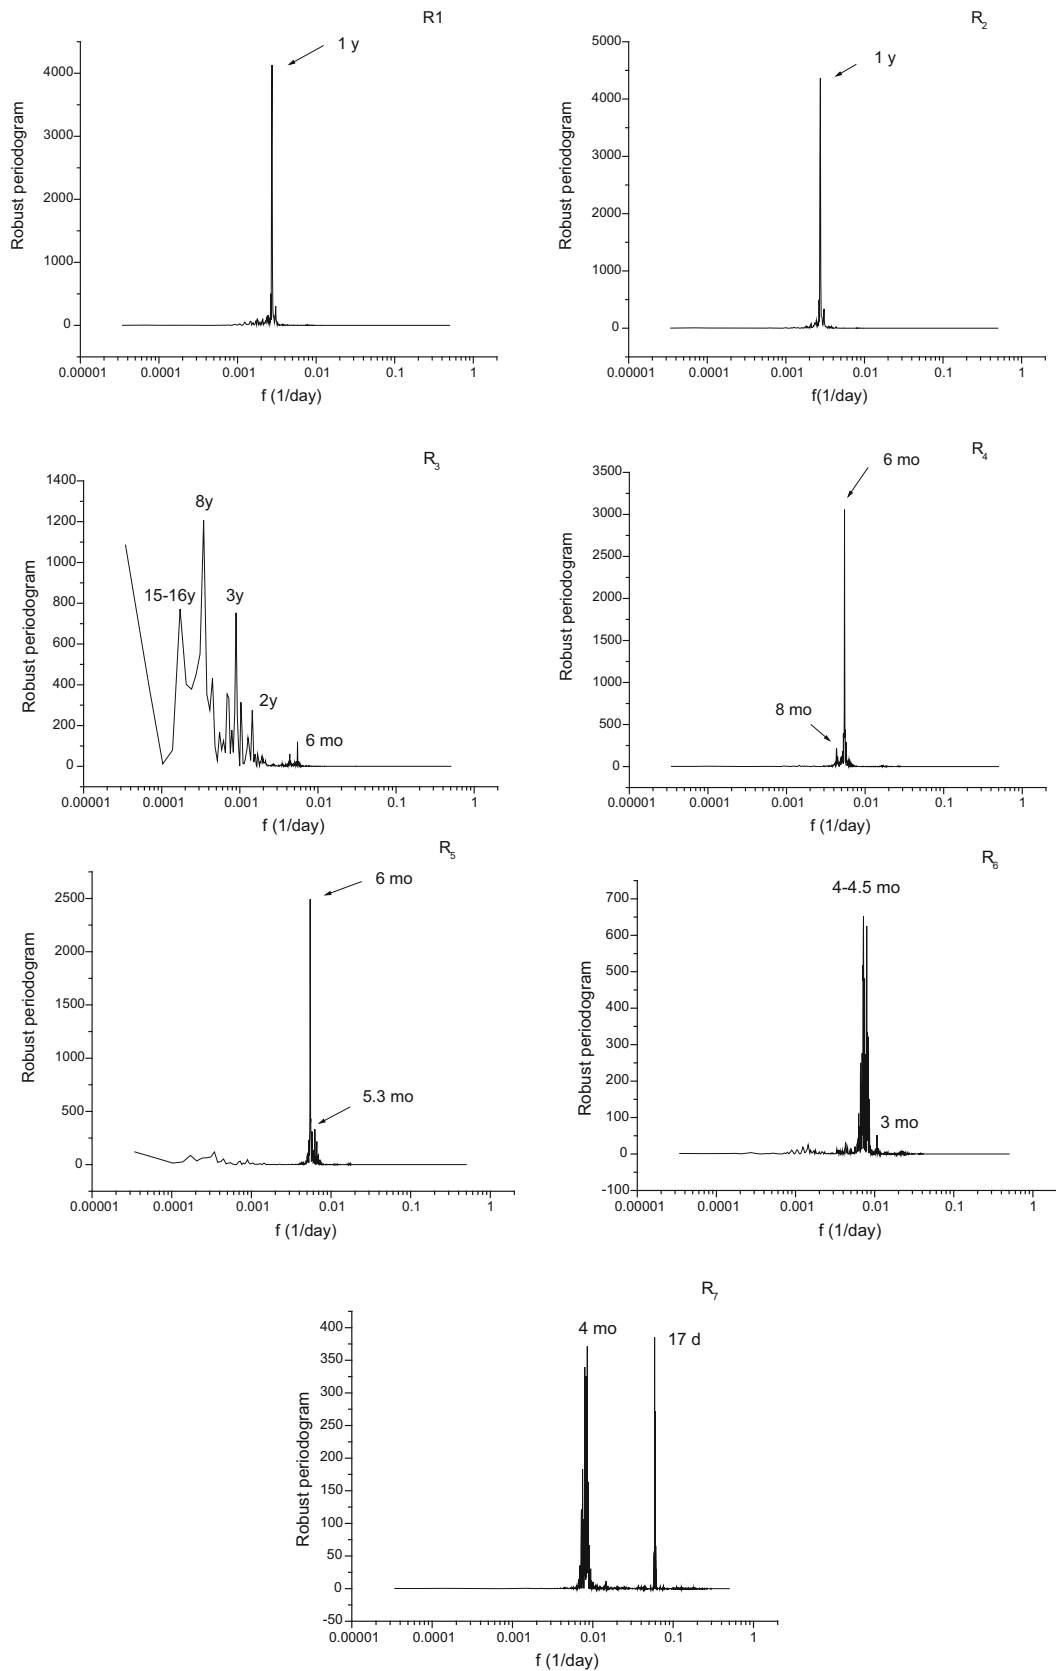 R1
1 y
Robust periodogram
4000
3000
2000
1000
0
0.00001 0.0001 0.001 0.01 0.1 1
f (1/day)
R2
1 y
Robust periodogram
5000
4000
3000
2000
1000
0
0.00001 0.0001 0.001 0.01 0.1 1
f(1/day)
R3
8y
15-16y
3y
2y
6 mo
Robust periodogram
1400
1200
1000
800
600
400
200
0
0.00001 0.0001 0.001 0.01 0.1 1
f (1/day)
R4
6 mo
8 mo
Robust periodogram
3500
3000
2500
2000
1500
1000
500
0
0.00001 0.0001 0.001 0.01 0.1 1
f (1/day)
R5
6 mo
5.3 mo
Robust periodogram
2500
2000
1500
1000
500
0
0.00001 0.0001 0.001 0.01 0.1 1
f (1/day)
R6
4-4.5 mo
3 mo
Robust periodogram
700
600
500
400
300
200
100
0
-100
0.00001 0.0001 0.001 0.01 0.1 1
f (1/day)
R7
4 mo
17 d
Robust periodogram
400
350
300
250
200
150
100
50
0
-50
0.00001 0.0001 0.001 0.01 0.1 1
f (1/day)